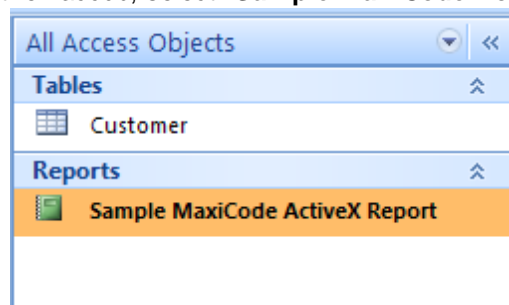 All Access Objects
Tables
Customer
Reports
Sample MaxiCode ActiveX Report